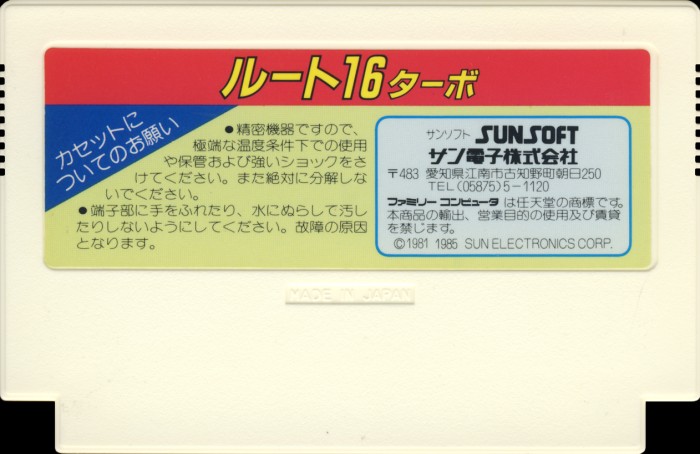 ルート16ターボ
カセットに
ついてのお願い
●精密機器ですので、
極端な温度条件下での使用
や保管および強いショックをさ
けてください。また絶対に分解しな
いでください。
●端子部に手をふれたり、水にぬらして汚し
たりしないようにしてください。故障の原因
となります。
サンソフト SUNSOFT
サン電子株式会社
〒483 愛知県江南市古知野町朝日250
TEL(05875)5-1120
ファミリー コンピュータ は任天堂の商標です。
本商品の輸出、営業目的の使用及び賃貸
を禁じます。
©1981 1985 SUN ELECTRONICS CORP.
MADE IN JAPAN